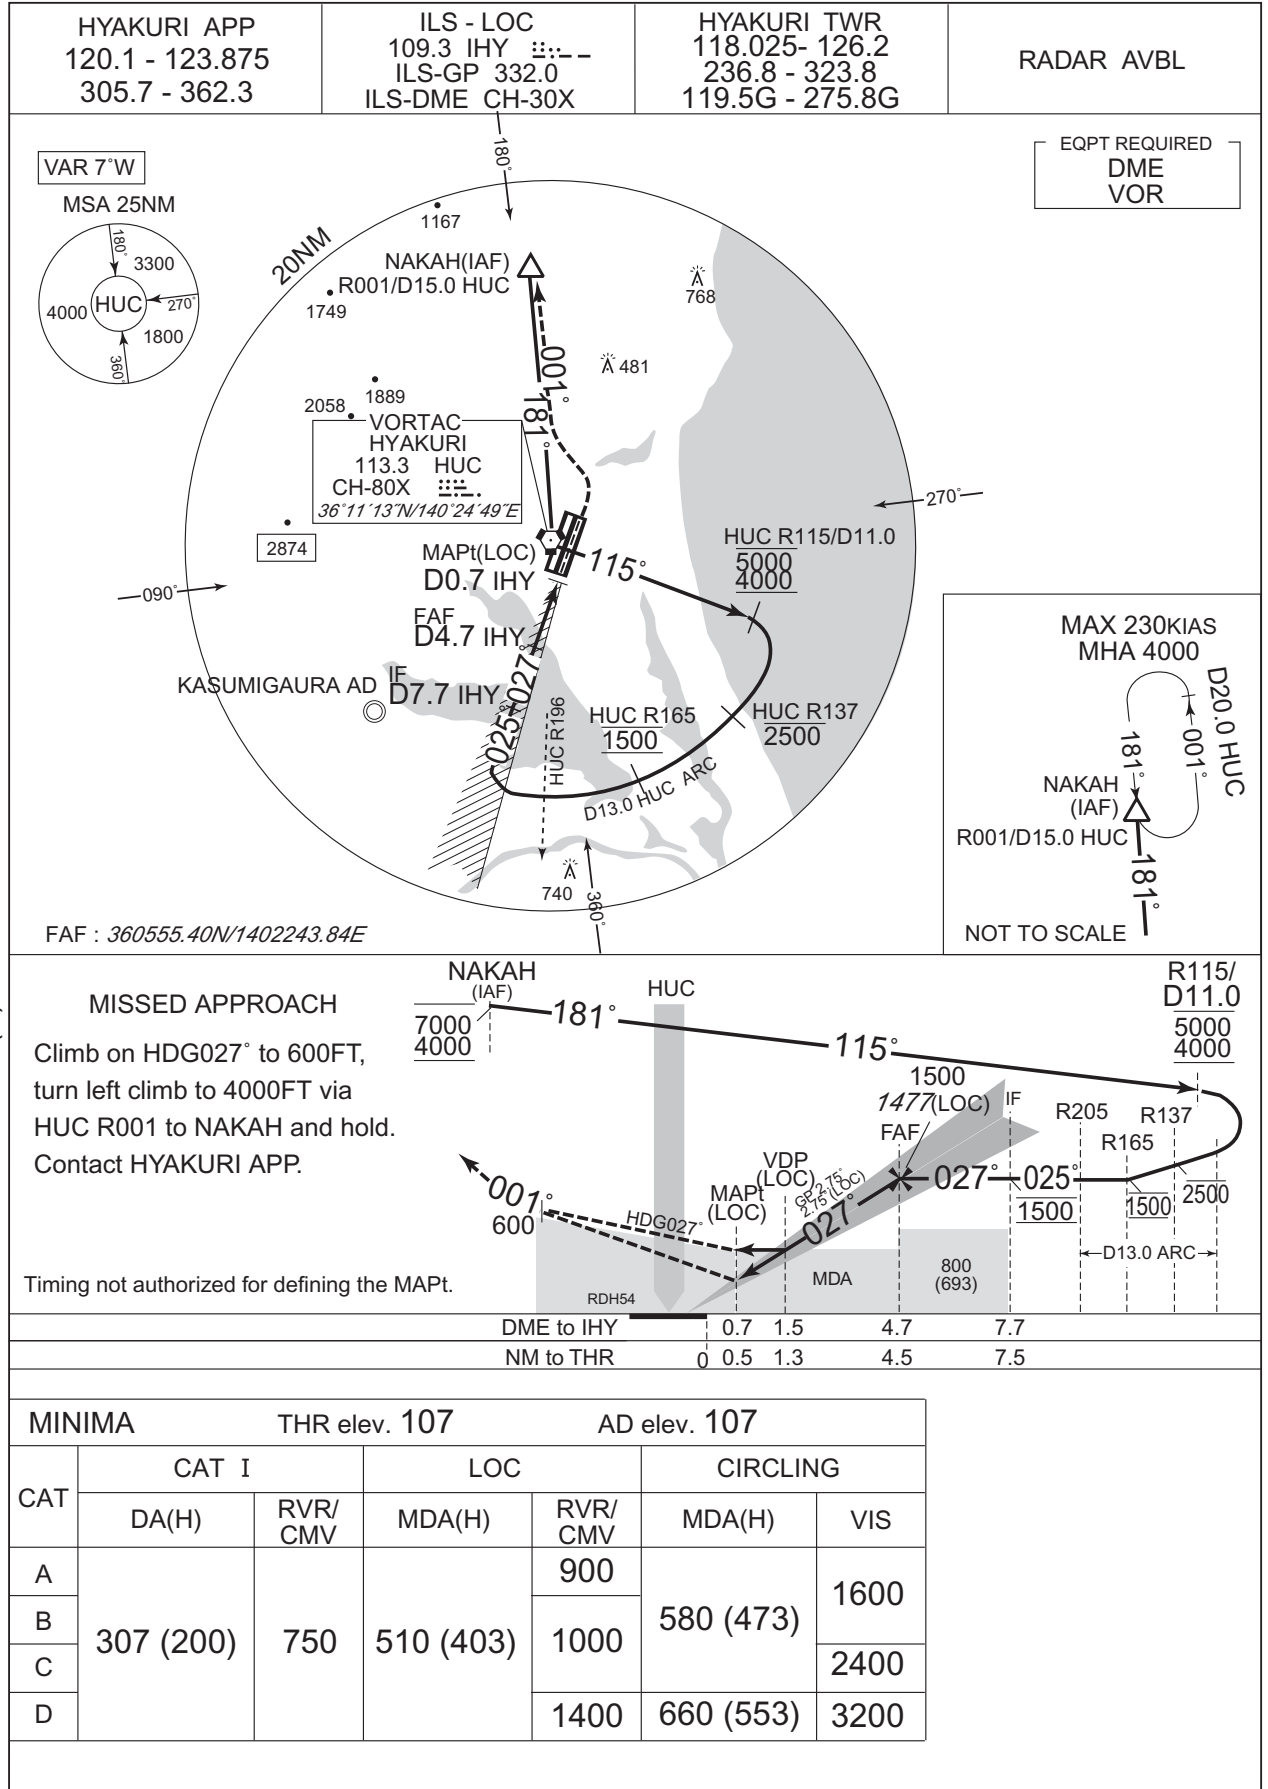 HYAKURI APP
120.1 - 123.875
305.7 - 362.3
ILS - LOC
109.3 IHY
ILS-GP 332.0
ILS-DME CH-30X
HYAKURI TWR
118.025- 126.2
236.8 - 323.8
119.5G - 275.8G
RADAR AVBL
VAR 7°W
MSA 25NM
180°
3300
4000
HUC
270°
1800
360°
EQPT REQUIRED
DME
VOR
180°
1167
20NM
NAKAH(IAF)
R001/D15.0 HUC
1749
768
001°
481
1889
2058
181°
VORTAC
HYAKURI
113.3 HUC
CH-80X
36°11′13″N/140°24′49″E
270°
2874
MAPt(LOC)
D0.7 IHY
115°
HUC R115/D11.0
5000
4000
090°
FAF
D4.7 IHY
KASUMIGAURA AD
IF
D7.7 IHY
025°
027°
HUC R196
HUC R165
1500
HUC R137
2500
D13.0 HUC ARC
740
360°
FAF : 360555.40N/1402243.84E
MAX 230KIAS
MHA 4000
D20.0 HUC
181°
001°
NAKAH
(IAF)
R001/D15.0 HUC
181°
NOT TO SCALE
MISSED APPROACH
Climb on HDG027° to 600FT,
turn left climb to 4000FT via
HUC R001 to NAKAH and hold.
Contact HYAKURI APP.
Timing not authorized for defining the MAPt.
NAKAH
(IAF)
7000
4000
181°
HUC
115°
R115/
D11.0
5000
4000
1500
1477(LOC)
FAF
IF
R205
R165
R137
VDP
(LOC)
MAPt
(LOC)
GP 2.75°
2.75°(LOC)
027°
027°
025°
1500
1500
2500
001°
600
HDG027°
D13.0 ARC
MDA
800
(693)
RDH54
DME to IHY 0.7 1.5 4.7 7.7
NM to THR 0 0.5 1.3 4.5 7.5
MINIMA THR elev. 107 AD elev. 107
CAT
CAT I
LOC
CIRCLING
DA(H)
RVR/
CMV
MDA(H)
RVR/
CMV
MDA(H)
VIS
A
B
C
D
307 (200)
750
510 (403)
900
1000
1400
580 (473)
660 (553)
1600
2400
3200